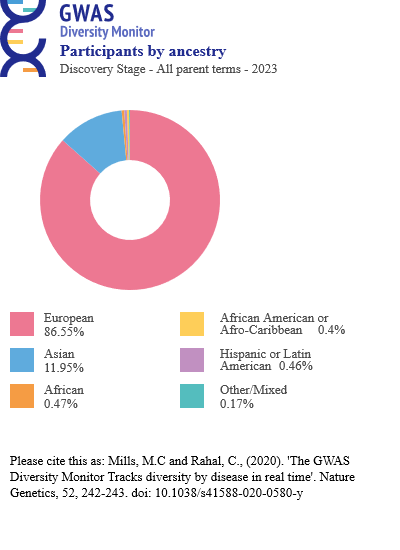 GWAS
Diversity Monitor
Participants by ancestry
Discovery Stage - All parent terms - 2023
European
86.55%
Asian
11.95%
African
0.47%
African American or
Afro-Caribbean 0.4%
Hispanic or Latin
American 0.46%
Other/Mixed
0.17%
Please cite this as: Mills, M.C and Rahal, C., (2020). 'The GWAS
Diversity Monitor Tracks diversity by disease in real time'. Nature
Genetics, 52, 242-243. doi: 10.1038/s41588-020-0580-y